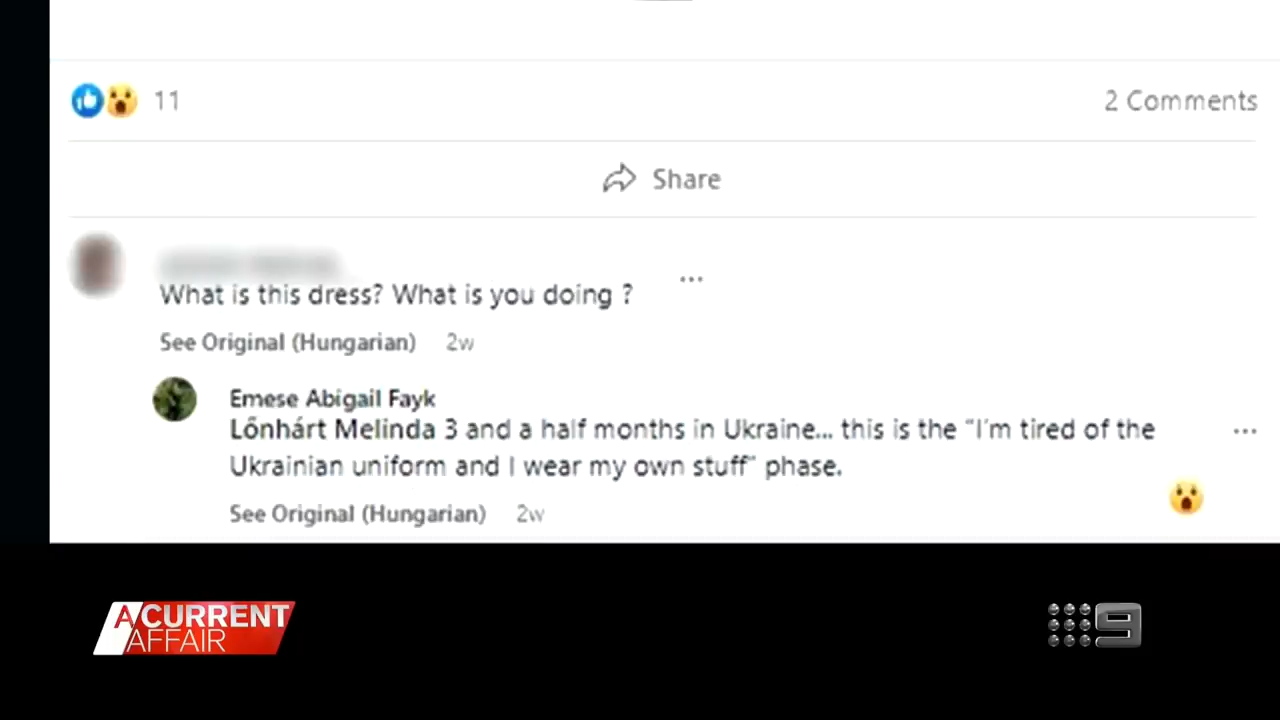 11
2 Comments
Share
What is this dress? What is you doing ?
See Original (Hungarian) 2w
Emese Abigail Fayk
Lőnhárt Melinda 3 and a half months in Ukraine... this is the "I'm tired of the
Ukrainian uniform and I wear my own stuff" phase.
See Original (Hungarian) 2w
A CURRENT
AFFAIR
9